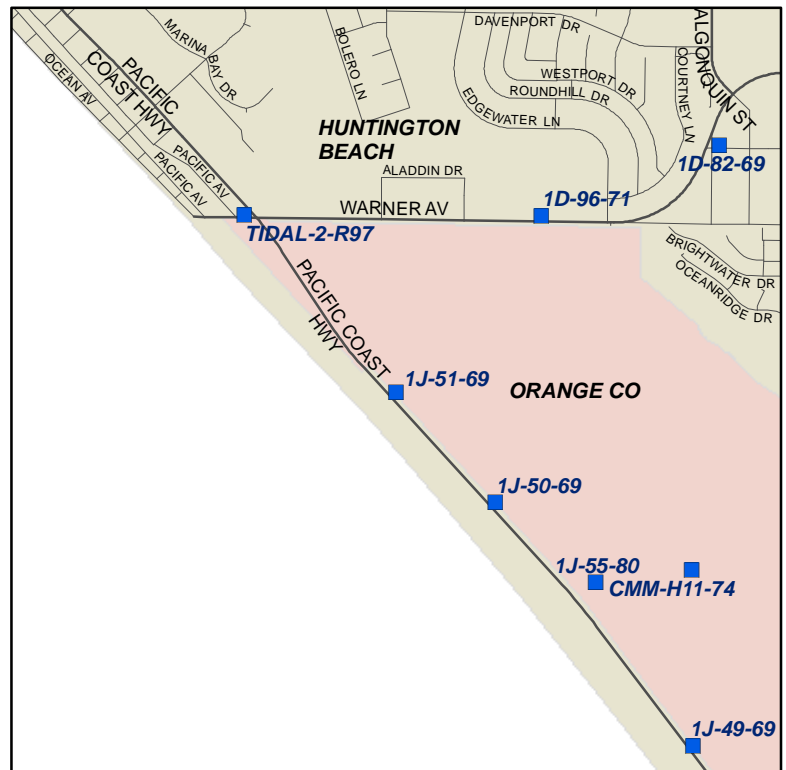 DAVENPORT DR
MARINA
BAY DR
BOLERO LN
ALGONQUIN ST
PACIFIC
COAST HWY
OCEAN AV
WESTPORT DR
ROUNDHILL DR
COURTNEY LN
EDGEWATER LN
HUNTINGTON
BEACH
1D-82-69
PACIFIC AV
PACIFIC AV
ALADDIN DR
1D-96-71
WARNER AV
TIDAL-2-R97
BRIGHTWATER DR
OCEANRIDGE DR
PACIFIC COAST
HWY
1J-51-69
ORANGE CO
1J-50-69
1J-55-80
CMM-H11-74
1J-49-69